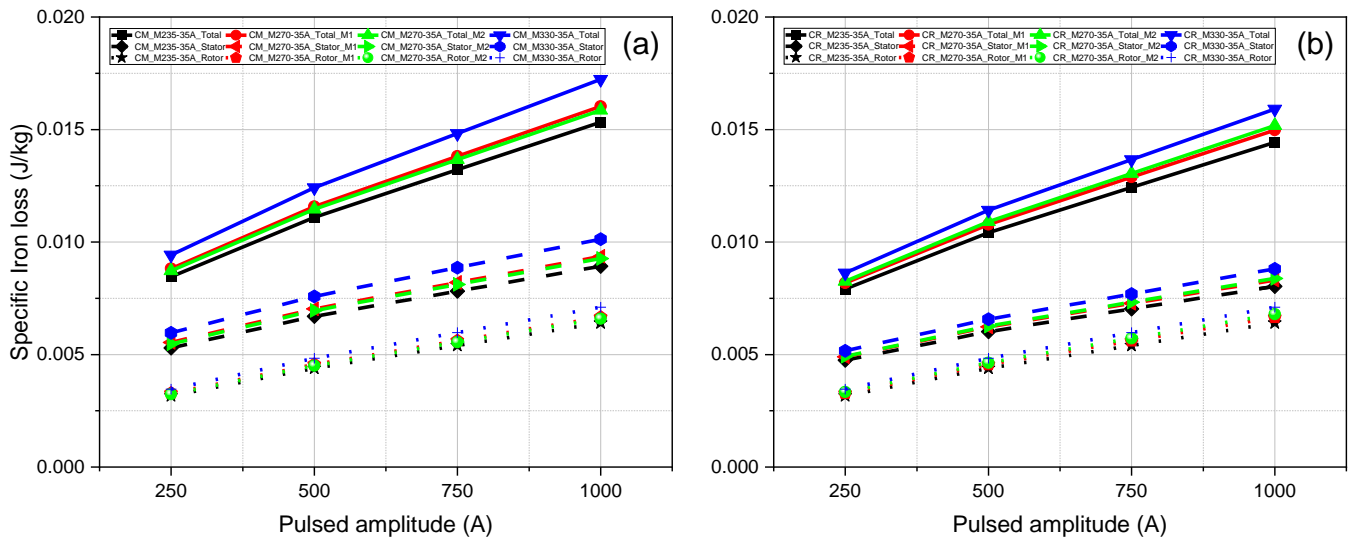 0.020
0.015
0.010
0.005
0.000
Specific Iron loss (J/kg)
CM_M235-35A_Total CM_M270-35A_Total_M1 CM_M270-35A_Total_M2 CM_M330-35A_Total
CM_M235-35A_Stator CM_M270-35A_Stator_M1 CM_M270-35A_Stator_M2 CM_M330-35A_Stator
CM_M235-35A_Rotor CM_M270-35A_Rotor_M1 CM_M270-35A_Rotor_M2 CM_M330-35A_Rotor
(a)
250 500 750 1000
Pulsed amplitude (A)
0.020
0.015
0.010
0.005
0.000
CR_M235-35A_Total CR_M270-35A_Total_M1 CR_M270-35A_Total_M2 CR_M330-35A_Total
CR_M235-35A_Stator CR_M270-35A_Stator_M1 CR_M270-35A_Stator_M2 CR_M330-35A_Stator
CR_M235-35A_Rotor CR_M270-35A_Rotor_M1 CR_M270-35A_Rotor_M2 CR_M330-35A_Rotor
(b)
250 500 750 1000
Pulsed amplitude (A)